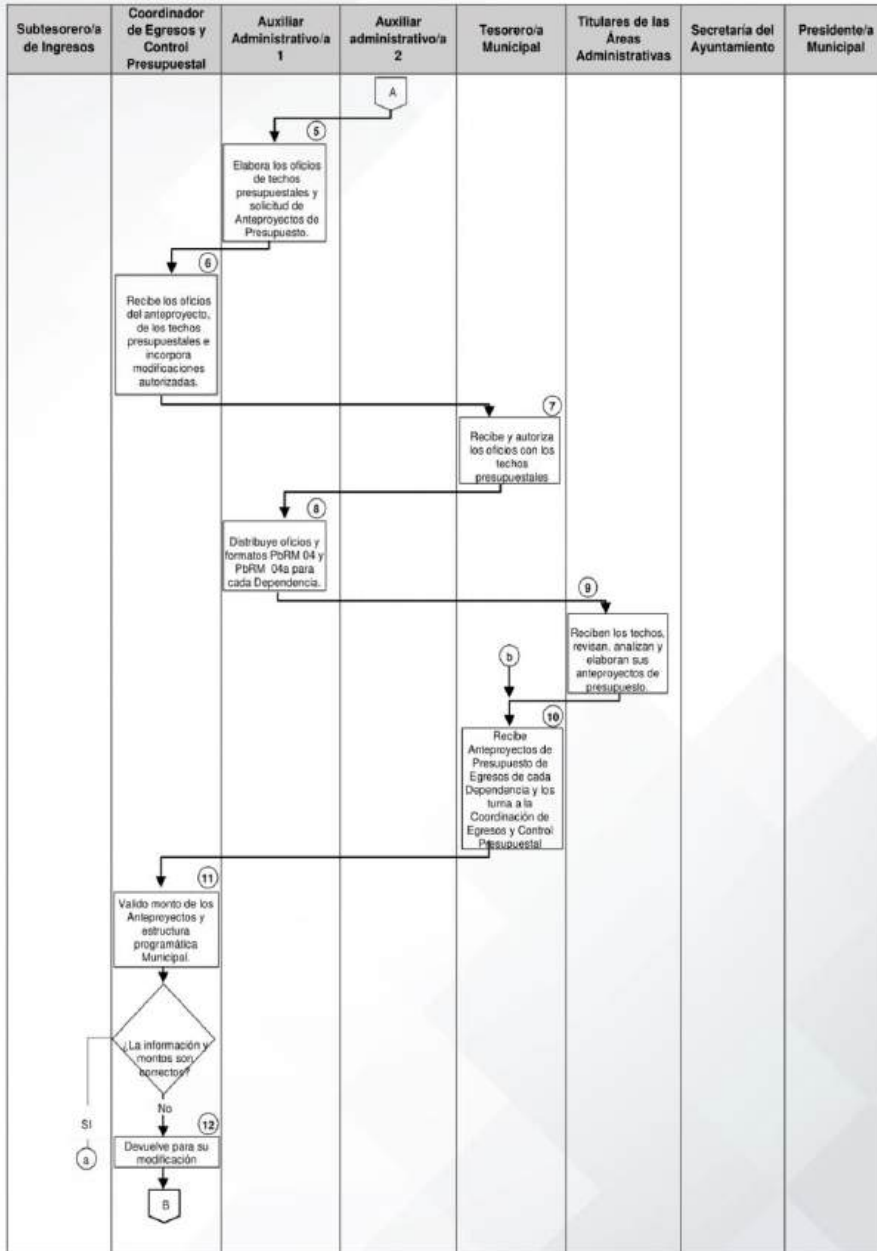 Subtesorero/a
de Ingresos
Coordinador
de Egresos y
Control
Presupuestal
Auxiliar
Administrativo/a
1
Auxiliar
administrativo/a
2
Tesorero/a
Municipal
Titulares de las
Áreas
Administrativas
Secretaría del
Ayuntamiento
Presidente/a
Municipal
A
5
Elabora los oficios
de techos
presupuestales y
solicitud de
Anteproyectos de
Presupuesto.
6
Recibe los oficios
del anteproyecto,
de los techos
presupuestales e
incorpora
modificaciones
autorizadas.
7
Recibe y autoriza
los oficios con los
techos
presupuestales
8
Distribuye oficios y
formatos PbRM 04 y
PbRM 04a para
cada Dependencia.
9
Reciben los techos,
revisan, analizan y
elaboran sus
anteproyectos de
presupuesto.
b
10
Recibe
Anteproyectos de
Presupuesto de
Egresos de cada
Dependencia y los
turna a la
Coordinación de
Egresos y Control
Presupuestal
11
Valido monto de los
Anteproyectos y
estructura
programática
Municipal.
¿La información y
montos son
correctos?
No
SI
a
12
Devuelve para su
modificación
B